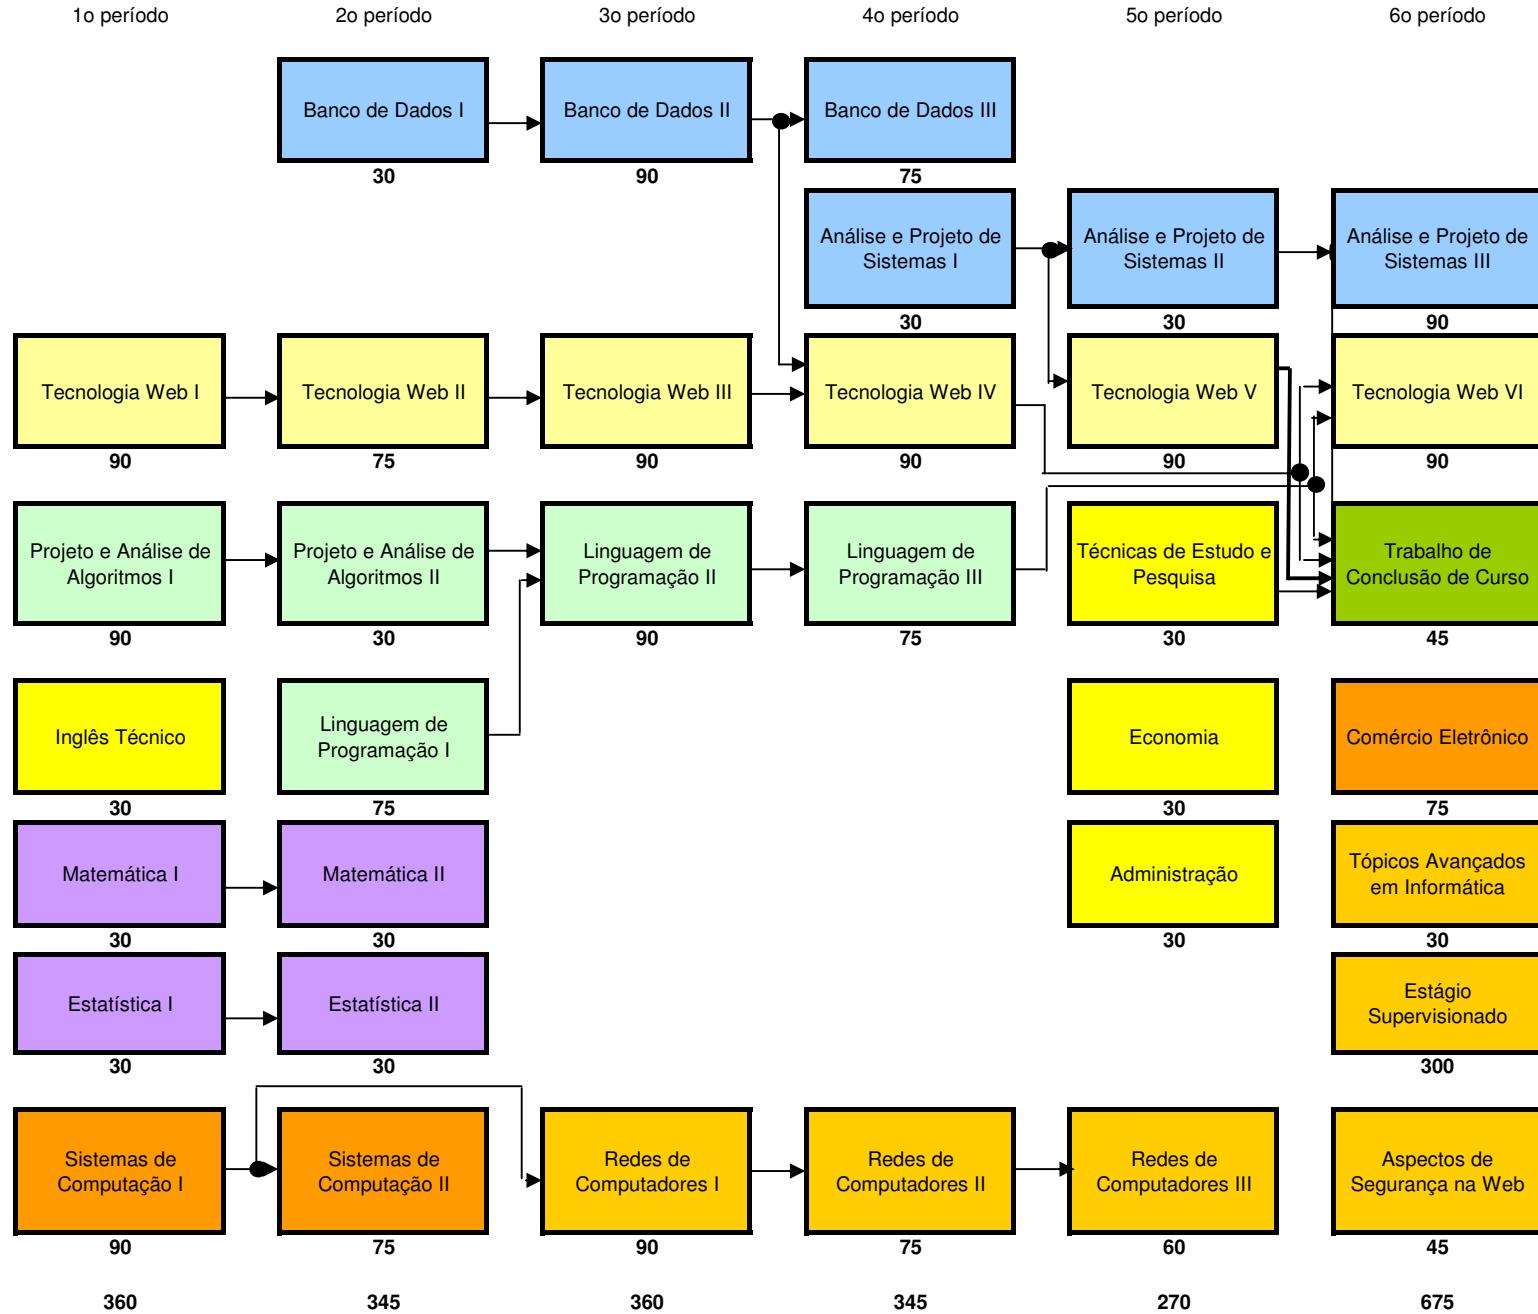 1o período
2o período
3o período
4o período
5o período
6o período
Banco de Dados I
Banco de Dados II
Banco de Dados III
30
90
75
Análise e Projeto de
Sistemas I
Análise e Projeto de
Sistemas II
Análise e Projeto de
Sistemas III
30
30
90
Tecnologia Web I
Tecnologia Web II
Tecnologia Web III
Tecnologia Web IV
Tecnologia Web V
Tecnologia Web VI
90
75
90
90
90
90
Projeto e Análise de
Algoritmos I
Projeto e Análise de
Algoritmos II
Linguagem de
Programação II
Linguagem de
Programação III
Técnicas de Estudo e
Pesquisa
Trabalho de
Conclusão de Curso
90
30
90
75
30
45
Inglês Técnico
Linguagem de
Programação I
Economia
Comércio Eletrônico
30
75
30
75
Matemática I
Matemática II
Administração
Tópicos Avançados
em Informática
30
30
30
30
Estatística I
Estatística II
Estágio
Supervisionado
30
30
300
Sistemas de
Computação I
Sistemas de
Computação II
Redes de
Computadores I
Redes de
Computadores II
Redes de
Computadores III
Aspectos de
Segurança na Web
90
75
90
75
60
45
360
345
360
345
270
675